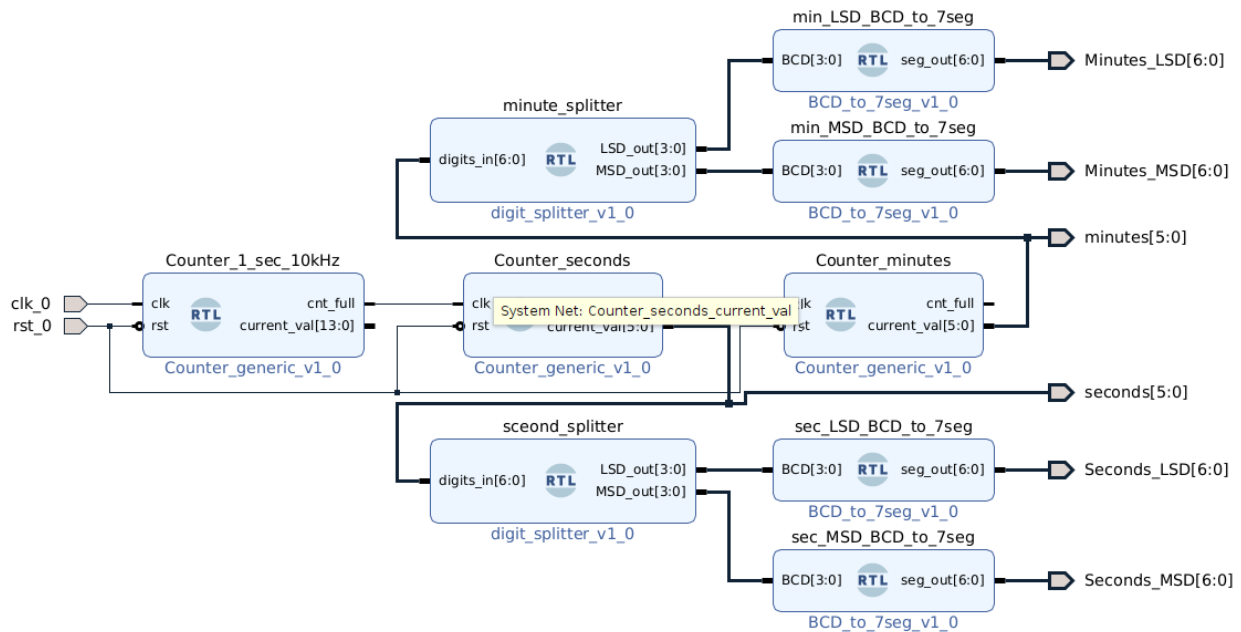 min_LSD_BCD_to_7seg
BCD[3:0] RTL seg_out[6:0]
BCD_to_7seg_v1_0
Minutes_LSD[6:0]
minute_splitter
digits_in[6:0] RTL LSD_out[3:0]
MSD_out[3:0]
digit_splitter_v1_0
min_MSD_BCD_to_7seg
BCD[3:0] RTL seg_out[6:0]
BCD_to_7seg_v1_0
Minutes_MSD[6:0]
minutes[5:0]
clk_0
rst_0
Counter_1_sec_10kHz
clk RTL cnt_full
rst current_val[13:0]
Counter_generic_v1_0
Counter_seconds
clk
System Net: Counter_seconds_current_val
rst current_val[5:0]
Counter_generic_v1_0
Counter_minutes
clk RTL cnt_full
rst current_val[5:0]
Counter_generic_v1_0
seconds[5:0]
sceond_splitter
digits_in[6:0] RTL LSD_out[3:0]
MSD_out[3:0]
digit_splitter_v1_0
sec_LSD_BCD_to_7seg
BCD[3:0] RTL seg_out[6:0]
BCD_to_7seg_v1_0
Seconds_LSD[6:0]
sec_MSD_BCD_to_7seg
BCD[3:0] RTL seg_out[6:0]
BCD_to_7seg_v1_0
Seconds_MSD[6:0]